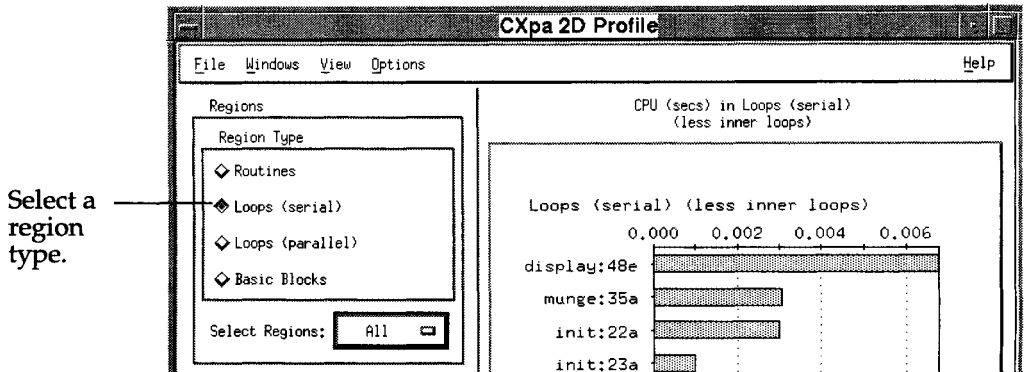 CXpa 2D Profile
File Windows View Options Help
Regions
Region Type
Routines
Loops (serial)
Loops (parallel)
Basic Blocks
Select Regions: All
Select a
region
type.
CPU (secs) in Loops (serial)
(less inner loops)
Loops (serial) (less inner loops)
0.000 0.002 0.004 0.006
display:48e
munge:35a
init:22a
init:23a